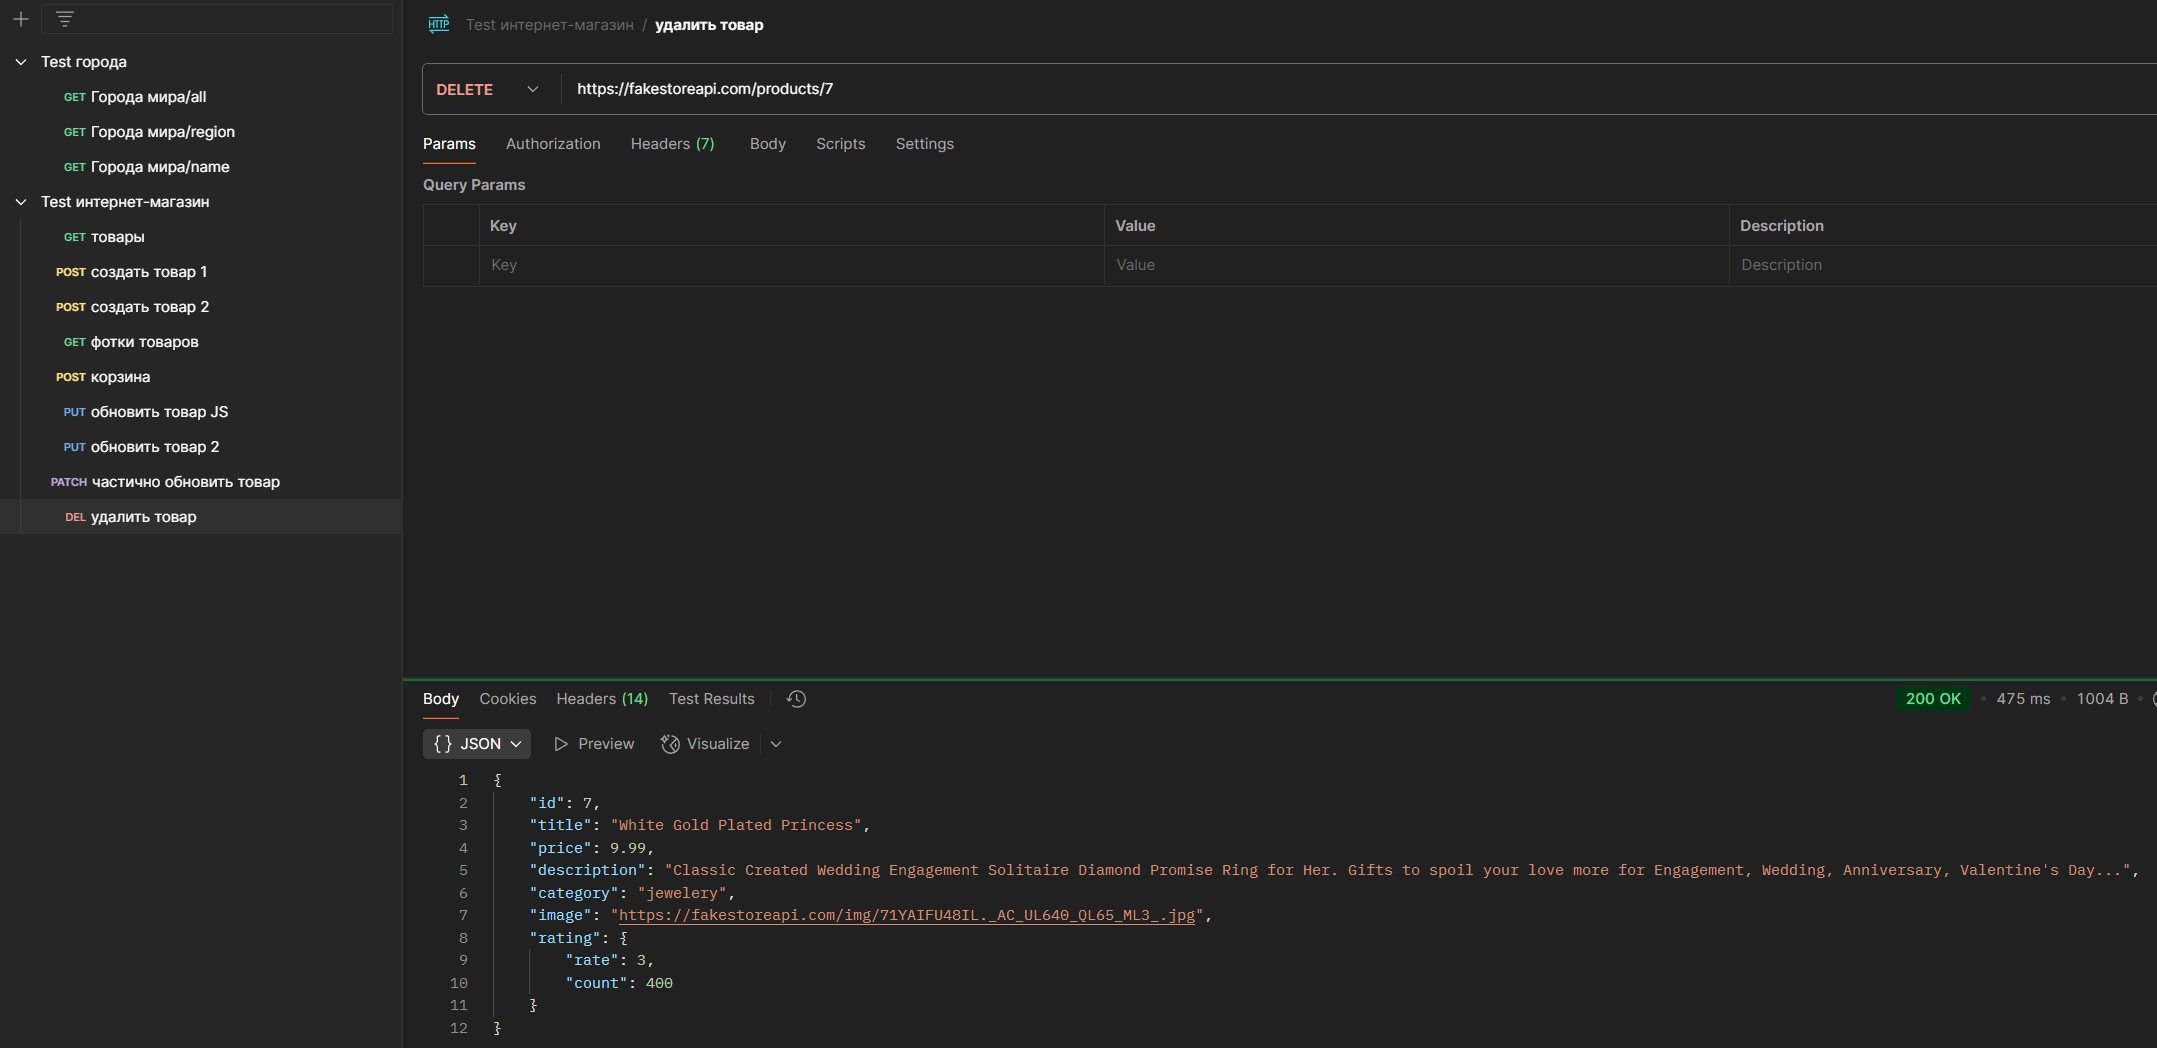 Test города
GET Города мира/all
GET Города мира/region
GET Города мира/name
Test интернет-магазин
GET товары
POST создать товар 1
POST создать товар 2
GET фотки товаров
POST корзина
PUT обновить товар JS
PUT обновить товар 2
PATCH частично обновить товар
DEL удалить товар
HTTP Test интернет-магазин / удалить товар
DELETE https://fakestoreapi.com/products/7
Params Authorization Headers (7) Body Scripts Settings
Query Params
Key Value Description
Key Value Description
Body Cookies Headers (14) Test Results 200 OK • 475 ms • 1004 B •
{} JSON Preview Visualize
1 {
2 "id": 7,
3 "title": "White Gold Plated Princess",
4 "price": 9.99,
5 "description": "Classic Created Wedding Engagement Solitaire Diamond Promise Ring for Her. Gifts to spoil your love more for Engagement, Wedding, Anniversary, Valentine's Day...",
6 "category": "jewelery",
7 "image": "https://fakestoreapi.com/img/71YAIFU48IL._AC_UL640_QL65_ML3_.jpg",
8 "rating": {
9 "rate": 3,
10 "count": 400
11 }
12 }